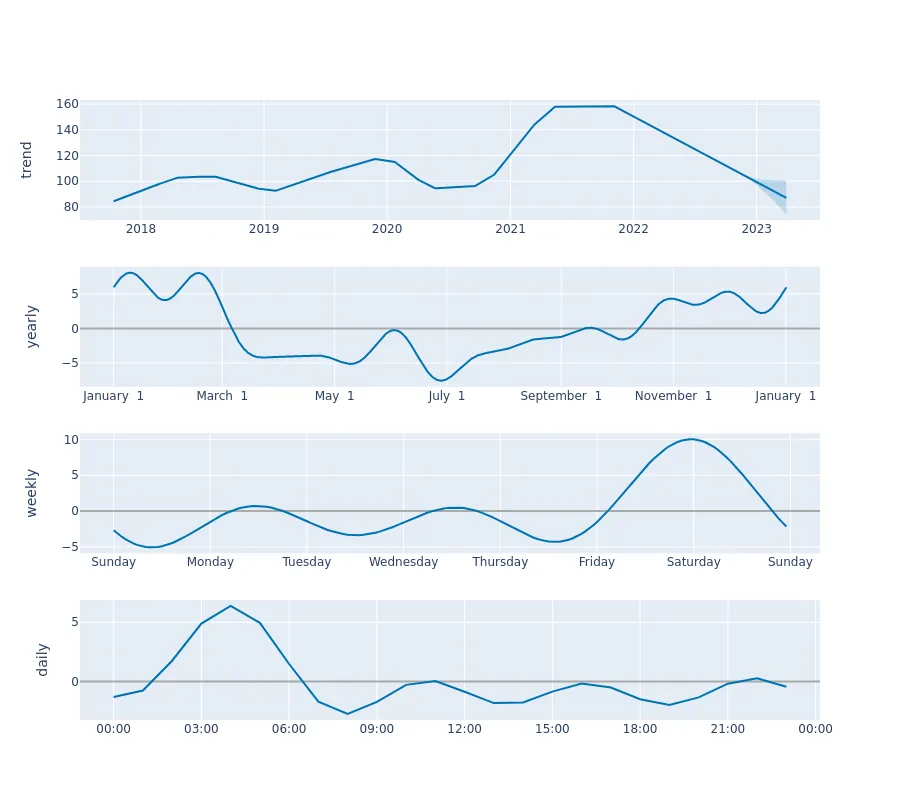 trend
160
140
120
100
80
2018 2019 2020 2021 2022 2023
yearly
5
0
−5
January 1 March 1 May 1 July 1 September 1 November 1 January 1
weekly
10
5
0
−5
Sunday Monday Tuesday Wednesday Thursday Friday Saturday Sunday
daily
5
0
00:00 03:00 06:00 09:00 12:00 15:00 18:00 21:00 00:00